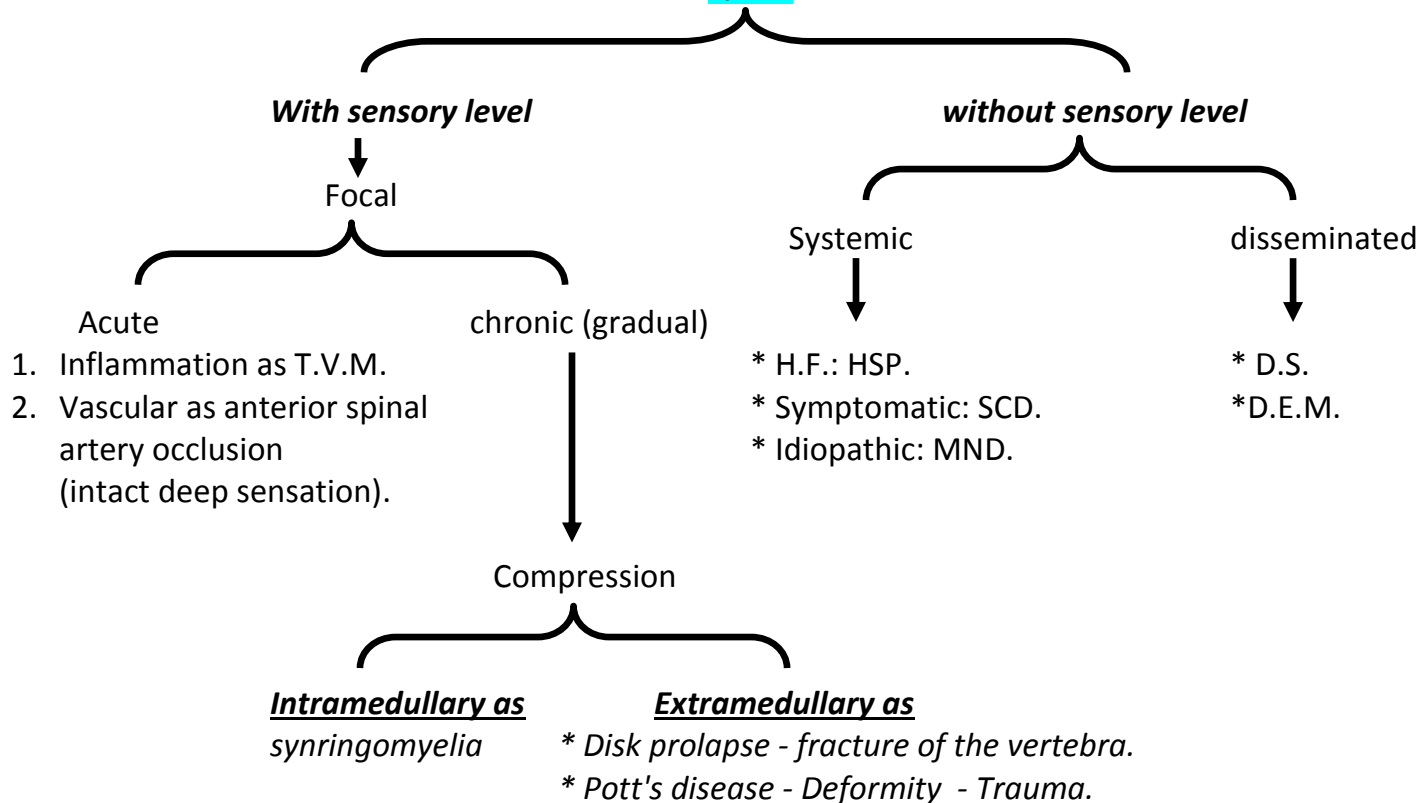 With sensory level
without sensory level
Focal
Systemic
disseminated
Acute
chronic (gradual)
1. Inflammation as T.V.M.
2. Vascular as anterior spinal
artery occlusion
(intact deep sensation).
* H.F.: HSP.
* Symptomatic: SCD.
* Idiopathic: MND.
* D.S.
*D.E.M.
Compression
Intramedullary as
synringomyelia
Extramedullary as
* Disk prolapse - fracture of the vertebra.
* Pott's disease - Deformity - Trauma.